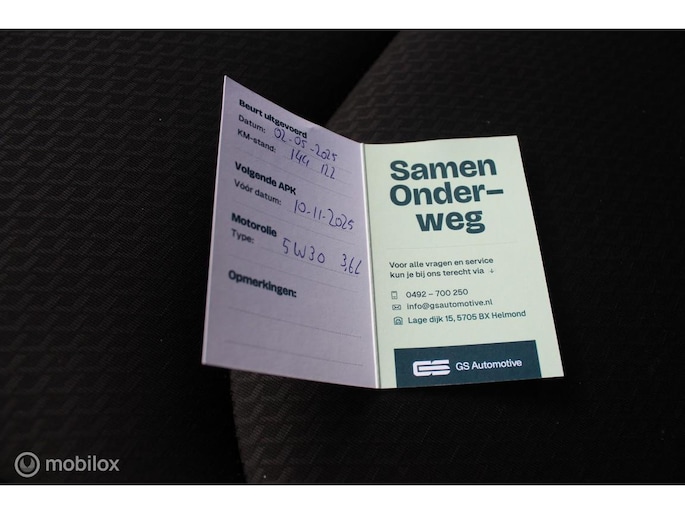 Beurt uitgevoerd
Datum: 02-05-2025
KM-stand: 144 122
Volgende APK
Vóór datum: 10-11-2025
Motorolie
Type: 5W30 3,6L
Opmerkingen:
Samen
Onder-
weg
Voor alle vragen en service
kun je bij ons terecht via ↓
0492 – 700 250
info@gsautomotive.nl
Lage dijk 15, 5705 BX Helmond
GS GS Automotive
mobilox